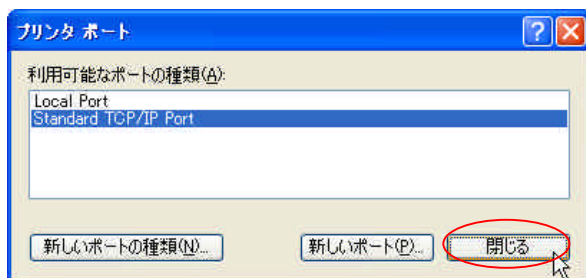 プリンタ ポート
利用可能なポートの種類(A):
Local Port
Standard TCP/IP Port
新しいポートの種類(N)... 新しいポート(P)... 閉じる